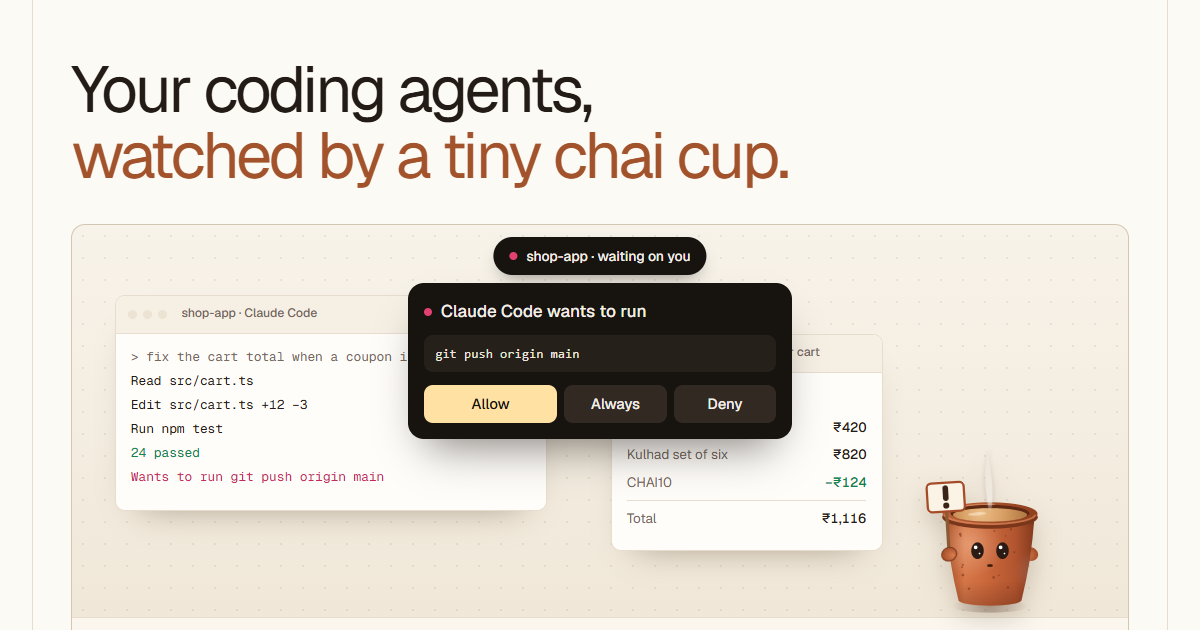 Your coding agents,
watched by a tiny chai cup.
shop-app · waiting on you
shop-app · Claude Code
> fix the cart total when a coupon i
Read src/cart.ts
Edit src/cart.ts +12 −3
Run npm test
24 passed
Wants to run git push origin main
Claude Code wants to run
git push origin main
Allow
Always
Deny
cart
₹420
Kulhad set of six ₹820
CHAI10 −₹124
Total ₹1,116
!